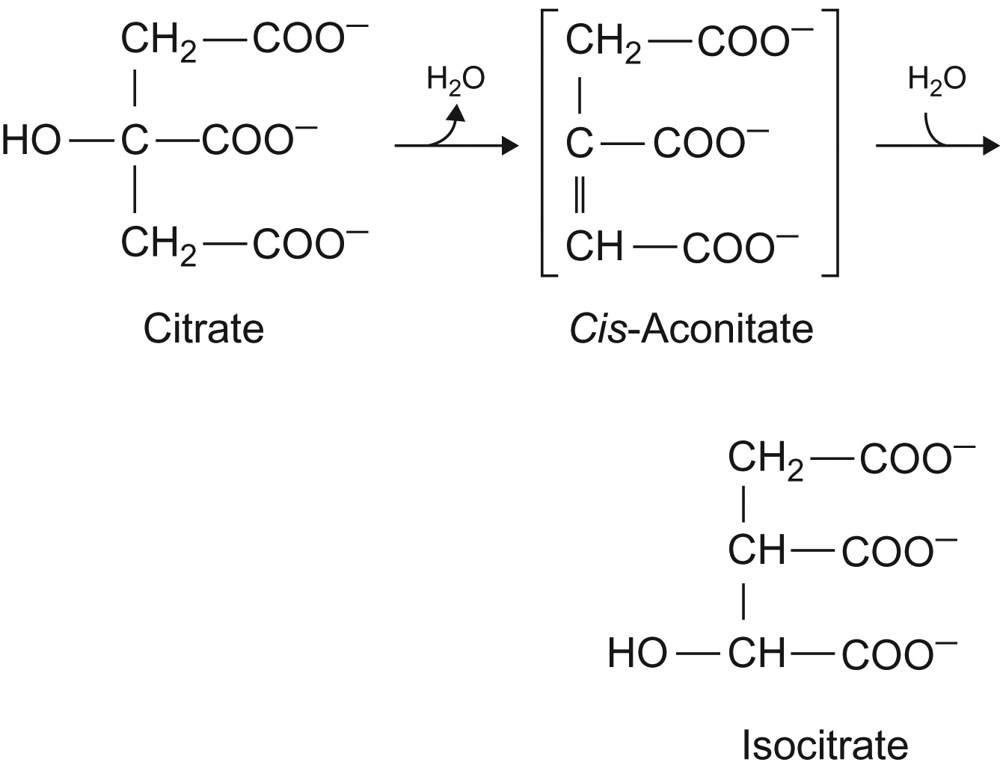 CH₂—COO⁻
HO—C—COO⁻
CH₂—COO⁻
Citrate
H₂O
CH₂—COO⁻
C—COO⁻
CH—COO⁻
Cis-Aconitate
H₂O
CH₂—COO⁻
CH—COO⁻
HO—CH—COO⁻
Isocitrate